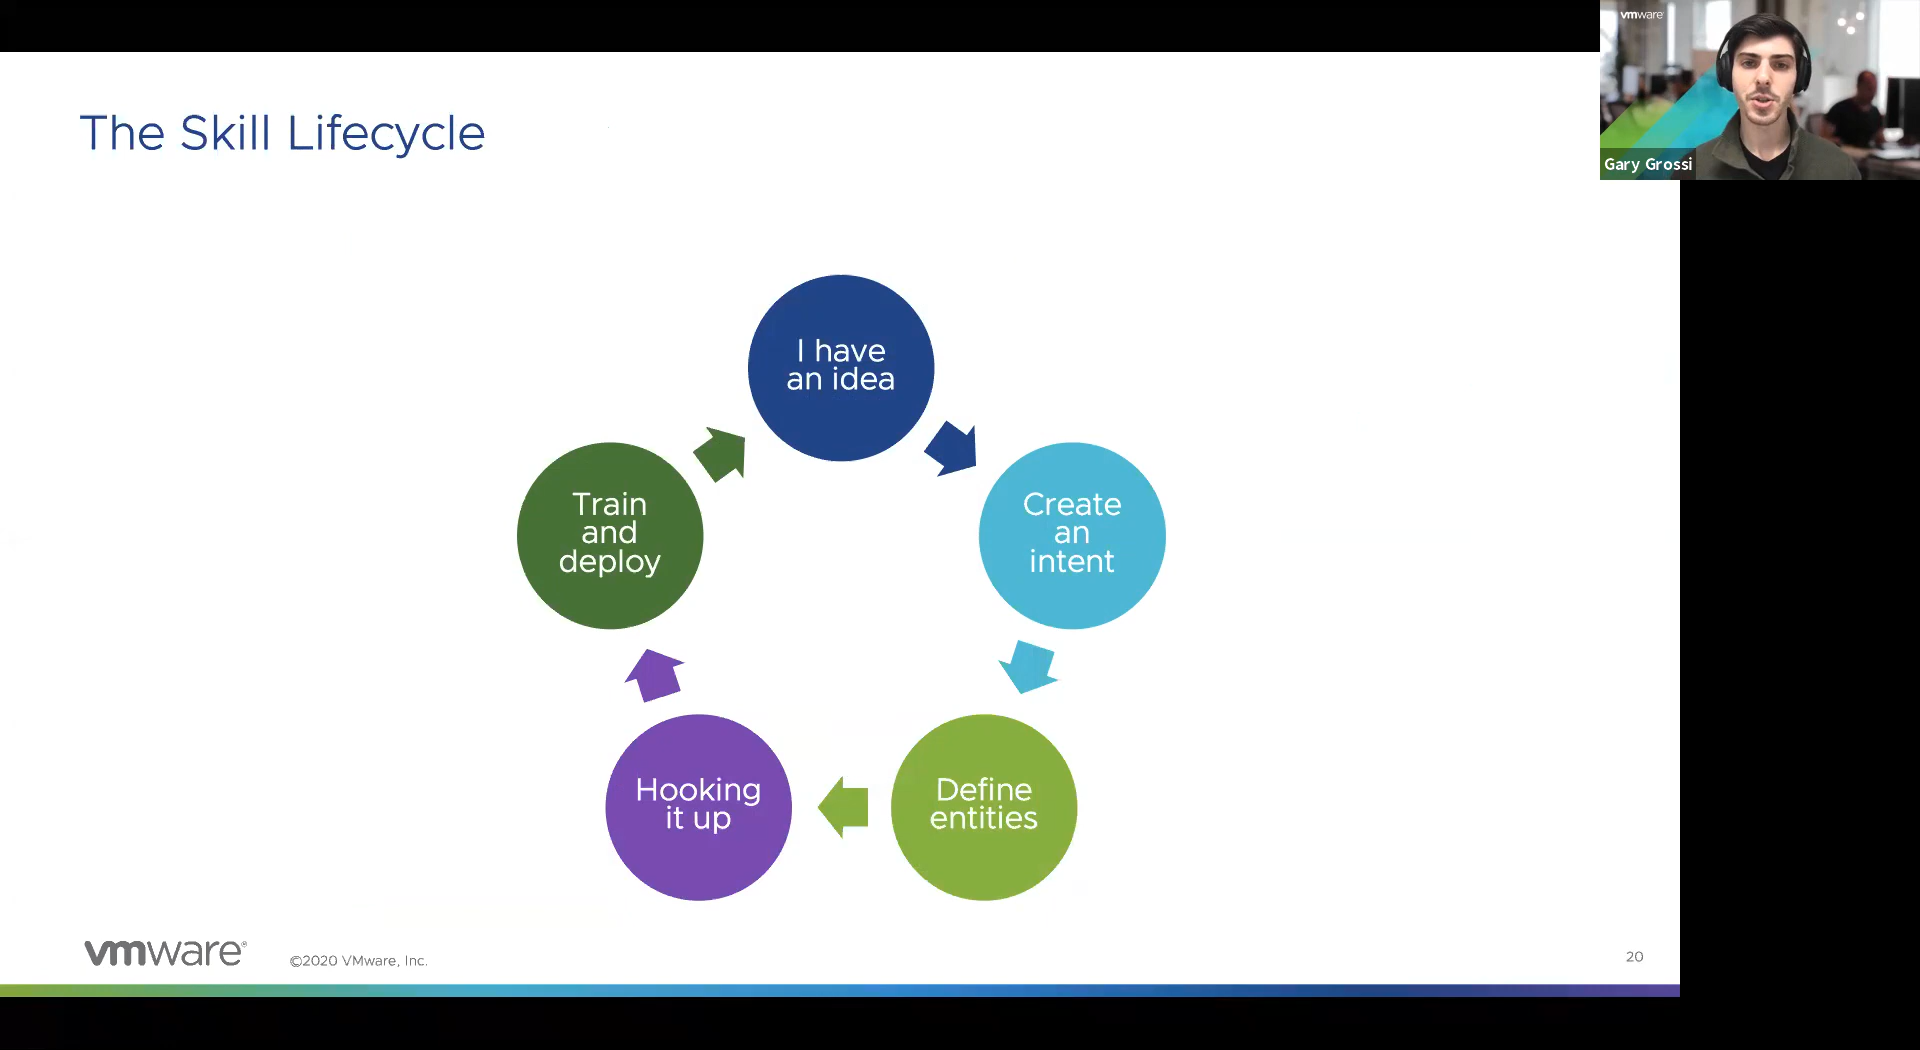 vmware
Gary Grossi
The Skill Lifecycle
I have
an idea
Create
an
intent
Define
entities
Hooking
it up
Train
and
deploy
vmware®
©2020 VMware, Inc.
20